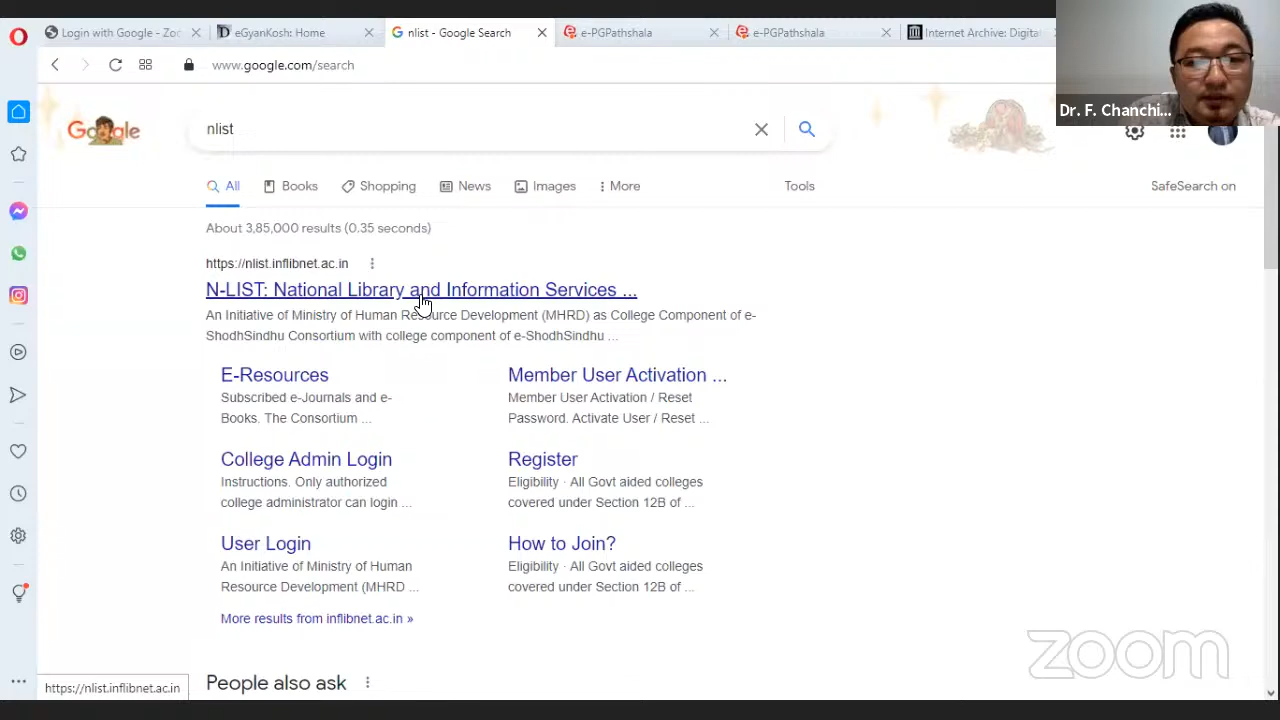 Login with Google - Zoo
eGyanKosh: Home
nlist - Google Search
e-PGPathshala
e-PGPathshala
Internet Archive: Digital
www.google.com/search
Dr. F. Chanchi...
Google
nlist
All
Books
Shopping
News
Images
More
Tools
SafeSearch on
About 3,85,000 results (0.35 seconds)
https://nlist.inflibnet.ac.in
N-LIST: National Library and Information Services ...
An Initiative of Ministry of Human Resource Development (MHRD) as College Component of e-
ShodhSindhu Consortium with college component of e-ShodhSindhu ...
E-Resources
Subscribed e-Journals and e-
Books. The Consortium ...
Member User Activation ...
Member User Activation / Reset
Password. Activate User / Reset ...
College Admin Login
Instructions. Only authorized
college administrator can login ...
Register
Eligibility · All Govt aided colleges
covered under Section 12B of ...
User Login
An Initiative of Ministry of Human
Resource Development (MHRD ...
How to Join?
Eligibility · All Govt aided colleges
covered under Section 12B of ...
More results from inflibnet.ac.in »
People also ask
https://nlist.inflibnet.ac.in
zoom